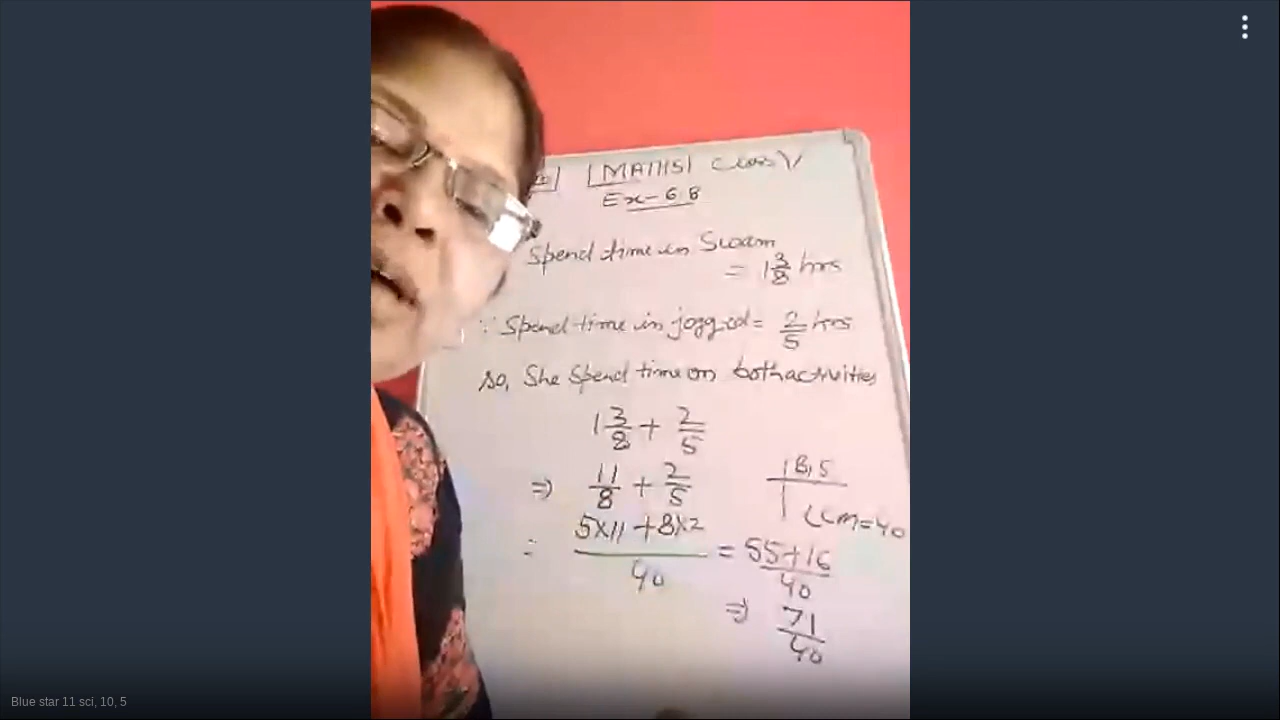 MATHS Class V
Ex-6.8
Spend time in Swam
= 1 3/8 hrs
∵ Spend time in jogged = 2/5 hrs
so, She Spend time on both activities
1 3/8 + 2/5
⇒ 11/8 + 2/5
8, 5
LCM = 40
= 5×11 + 8×2 / 40 = 55+16 / 40
⇒ 71/40
Blue star 11 sci, 10, 5